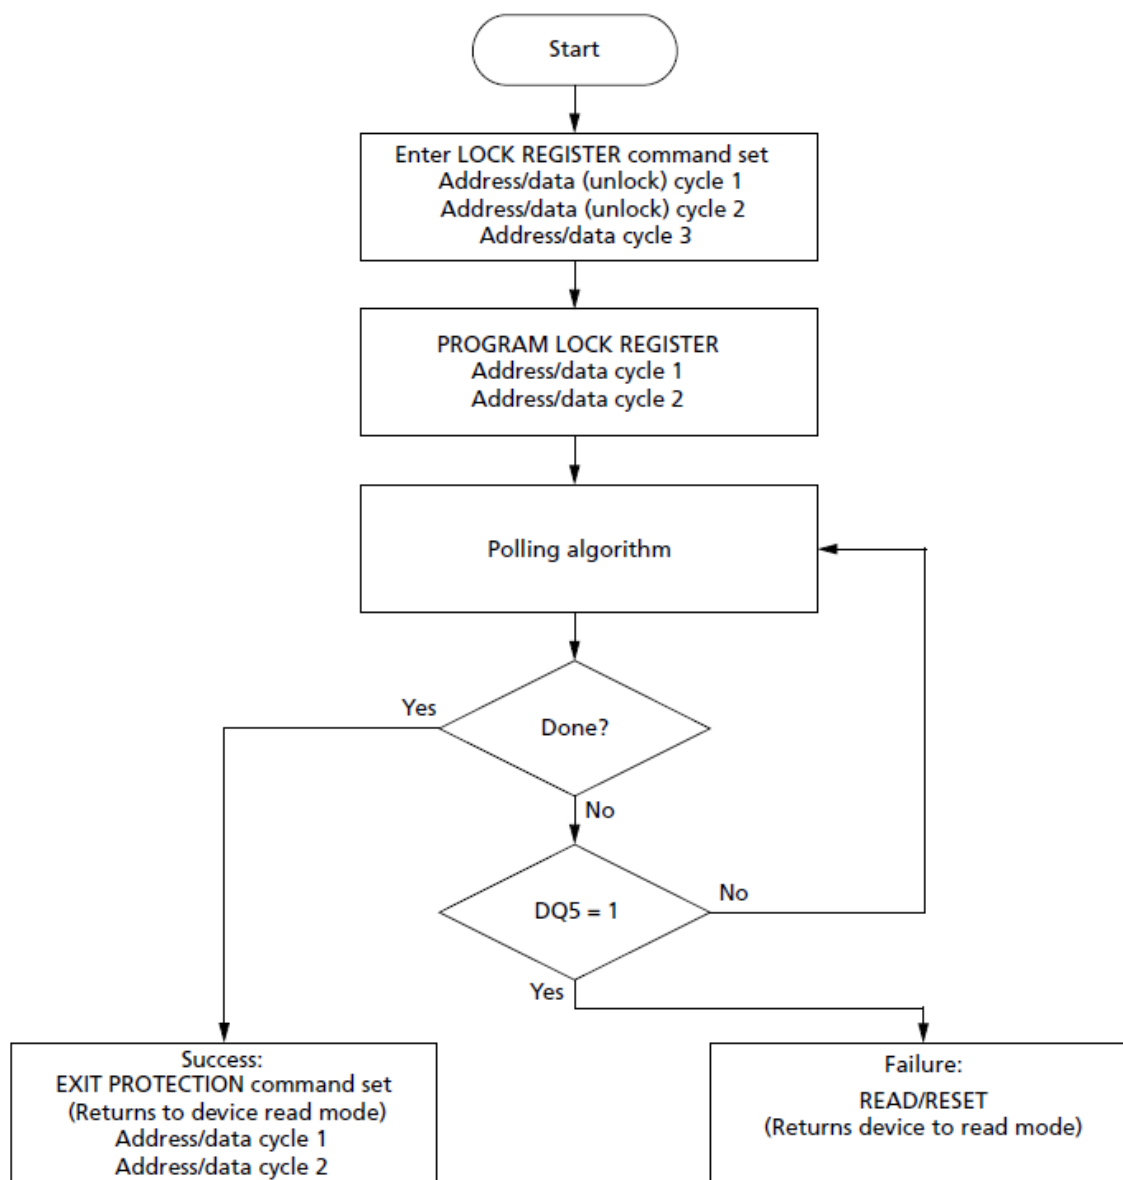 Start
Enter LOCK REGISTER command set
Address/data (unlock) cycle 1
Address/data (unlock) cycle 2
Address/data cycle 3
PROGRAM LOCK REGISTER
Address/data cycle 1
Address/data cycle 2
Polling algorithm
Yes
Done?
No
DQ5 = 1
No
Yes
Success:
EXIT PROTECTION command set
(Returns to device read mode)
Address/data cycle 1
Address/data cycle 2
Failure:
READ/RESET
(Returns device to read mode)